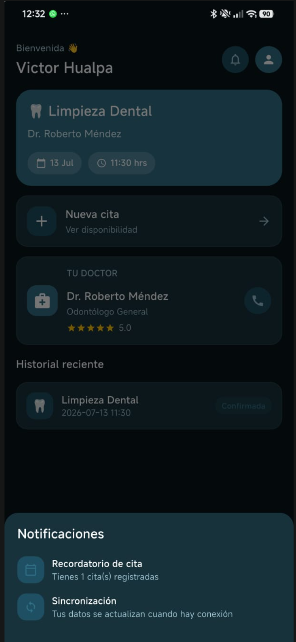 12:32
90
Bienvenida 👋
Victor Hualpa
Limpieza Dental
Dr. Roberto Méndez
13 Jul
11:30 hrs
Nueva cita
Ver disponibilidad
TU DOCTOR
Dr. Roberto Méndez
Odontólogo General
★★★★★ 5.0
Historial reciente
Limpieza Dental
2026-07-13 11:30
Confirmada
Notificaciones
Recordatorio de cita
Tienes 1 cita(s) registradas
Sincronización
Tus datos se actualizan cuando hay conexión